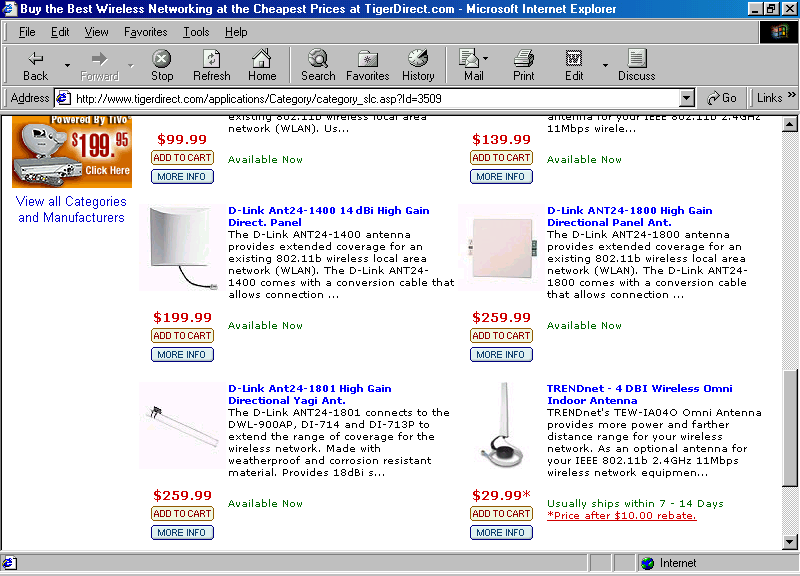 Buy the Best Wireless Networking at the Cheapest Prices at TigerDirect.com - Microsoft Internet Explorer
File Edit View Favorites Tools Help
Back Forward Stop Refresh Home Search Favorites History Mail Print Edit Discuss
Address http://www.tigerdirect.com/applications/Category/category_slc.asp?Id=3509 Go Links »
Powered By TiVo
$199.95
Click Here
View all Categories
and Manufacturers
existing 802.11b wireless local area
network (WLAN). Us...
$99.99
ADD TO CART
Available Now
MORE INFO
antenna for your IEEE 802.11b 2.4GHz
11Mbps wirele...
$139.99
ADD TO CART
Available Now
MORE INFO
D-Link Ant24-1400 14 dBi High Gain
Direct. Panel
The D-Link ANT24-1400 antenna
provides extended coverage for an
existing 802.11b wireless local area
network (WLAN). The D-Link ANT24-
1400 comes with a conversion cable that
allows connection ...
$199.99
ADD TO CART
Available Now
MORE INFO
D-Link ANT24-1800 High Gain
Directional Panel Ant.
The D-Link ANT24-1800 antenna
provides extended coverage for an
existing 802.11b wireless local area
network (WLAN). The D-Link ANT24-
1800 comes with a conversion cable
that allows connection ...
$259.99
ADD TO CART
Available Now
MORE INFO
D-Link Ant24-1801 High Gain
Directional Yagi Ant.
The D-Link ANT24-1801 connects to the
DWL-900AP, DI-714 and DI-713P to
extend the range of coverage for the
wireless network. Made with
weatherproof and corrosion resistant
material. Provides 18dBi s...
$259.99
ADD TO CART
Available Now
MORE INFO
TRENDnet - 4 DBI Wireless Omni
Indoor Antenna
TRENDnet's TEW-IA04O Omni Antenna
provides more power and farther
distance range for your wireless
network. As an optional antenna for
your IEEE 802.11b 2.4GHz 11Mbps
wireless network equipmen...
$29.99*
ADD TO CART
Usually ships within 7 - 14 Days
*Price after $10.00 rebate.
MORE INFO
Internet